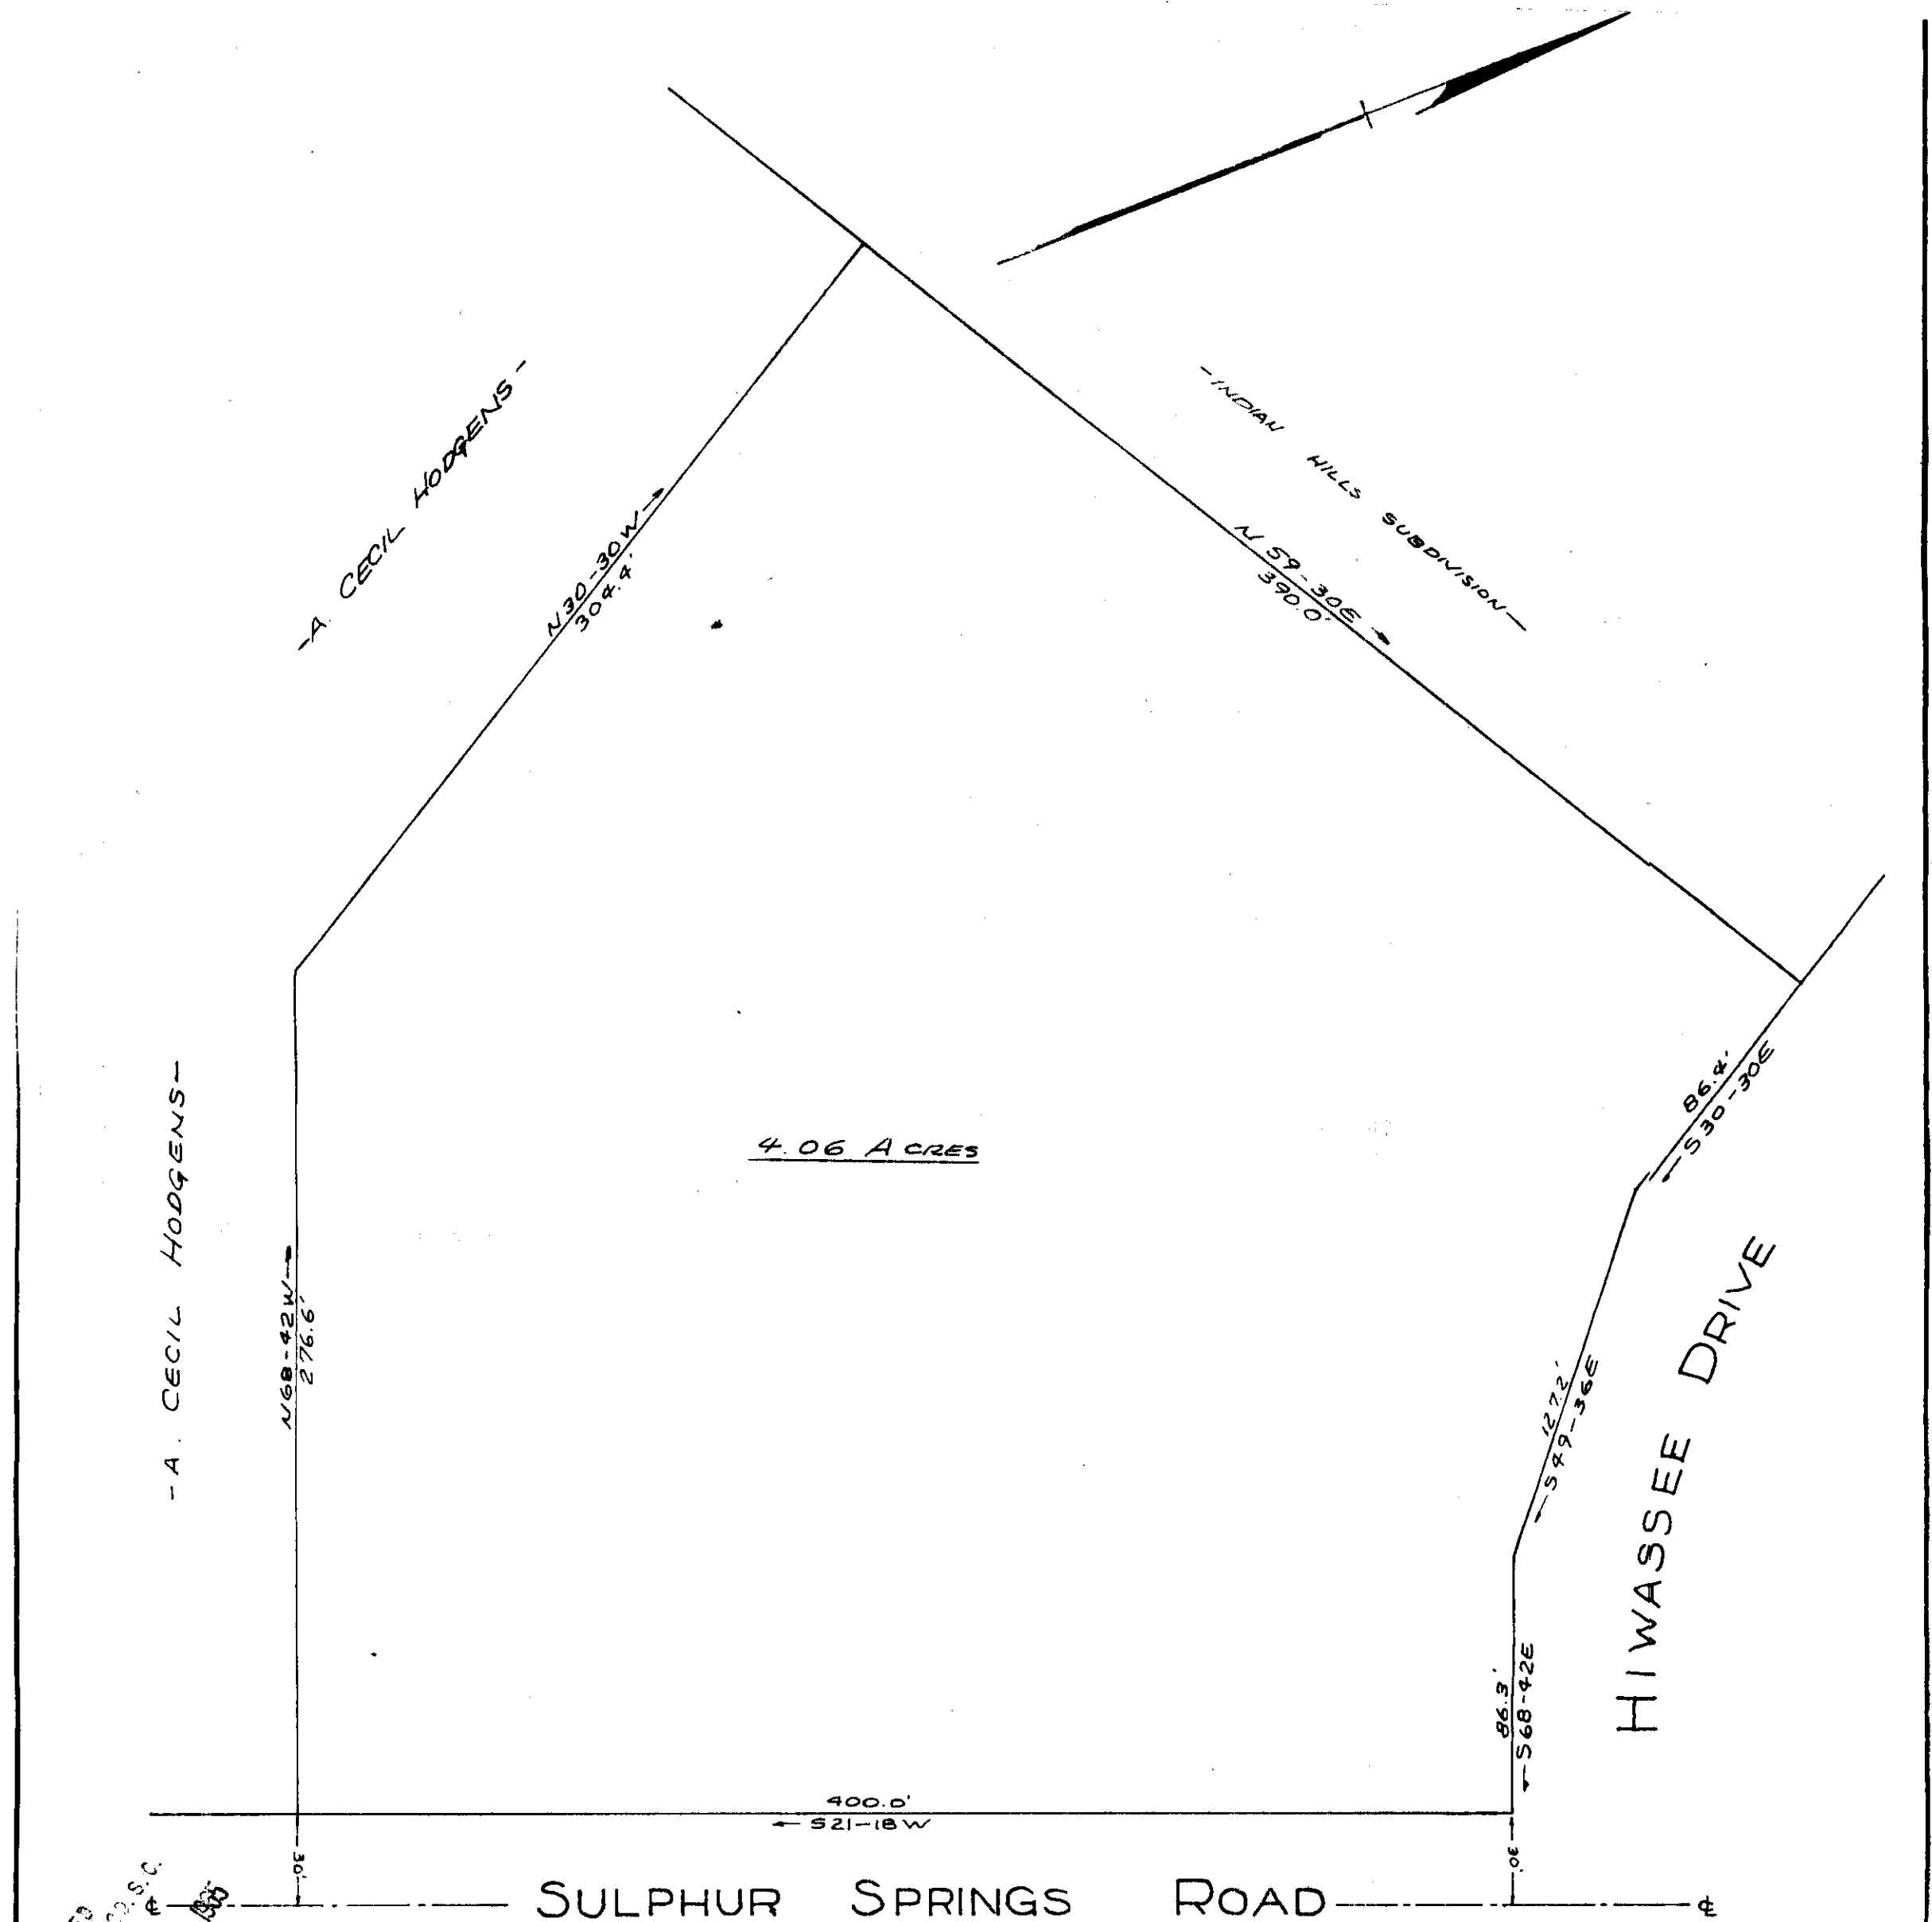 -A. CECIL HODGENS-
N30-30W
304.4'
-INDIAN HILLS SUBDIVISION-
N 59-30E
390.0'
86.4'
S30-30E
4.06 ACRES
-A. CECIL HODGENS-
N68-42W
276.6'
127.2'
S49-36E
HIWASSEE DRIVE
86.3'
S68-42E
400.0'
S21-18W
30'
30'
S.C.
℄ SULPHUR SPRINGS ROAD ℄